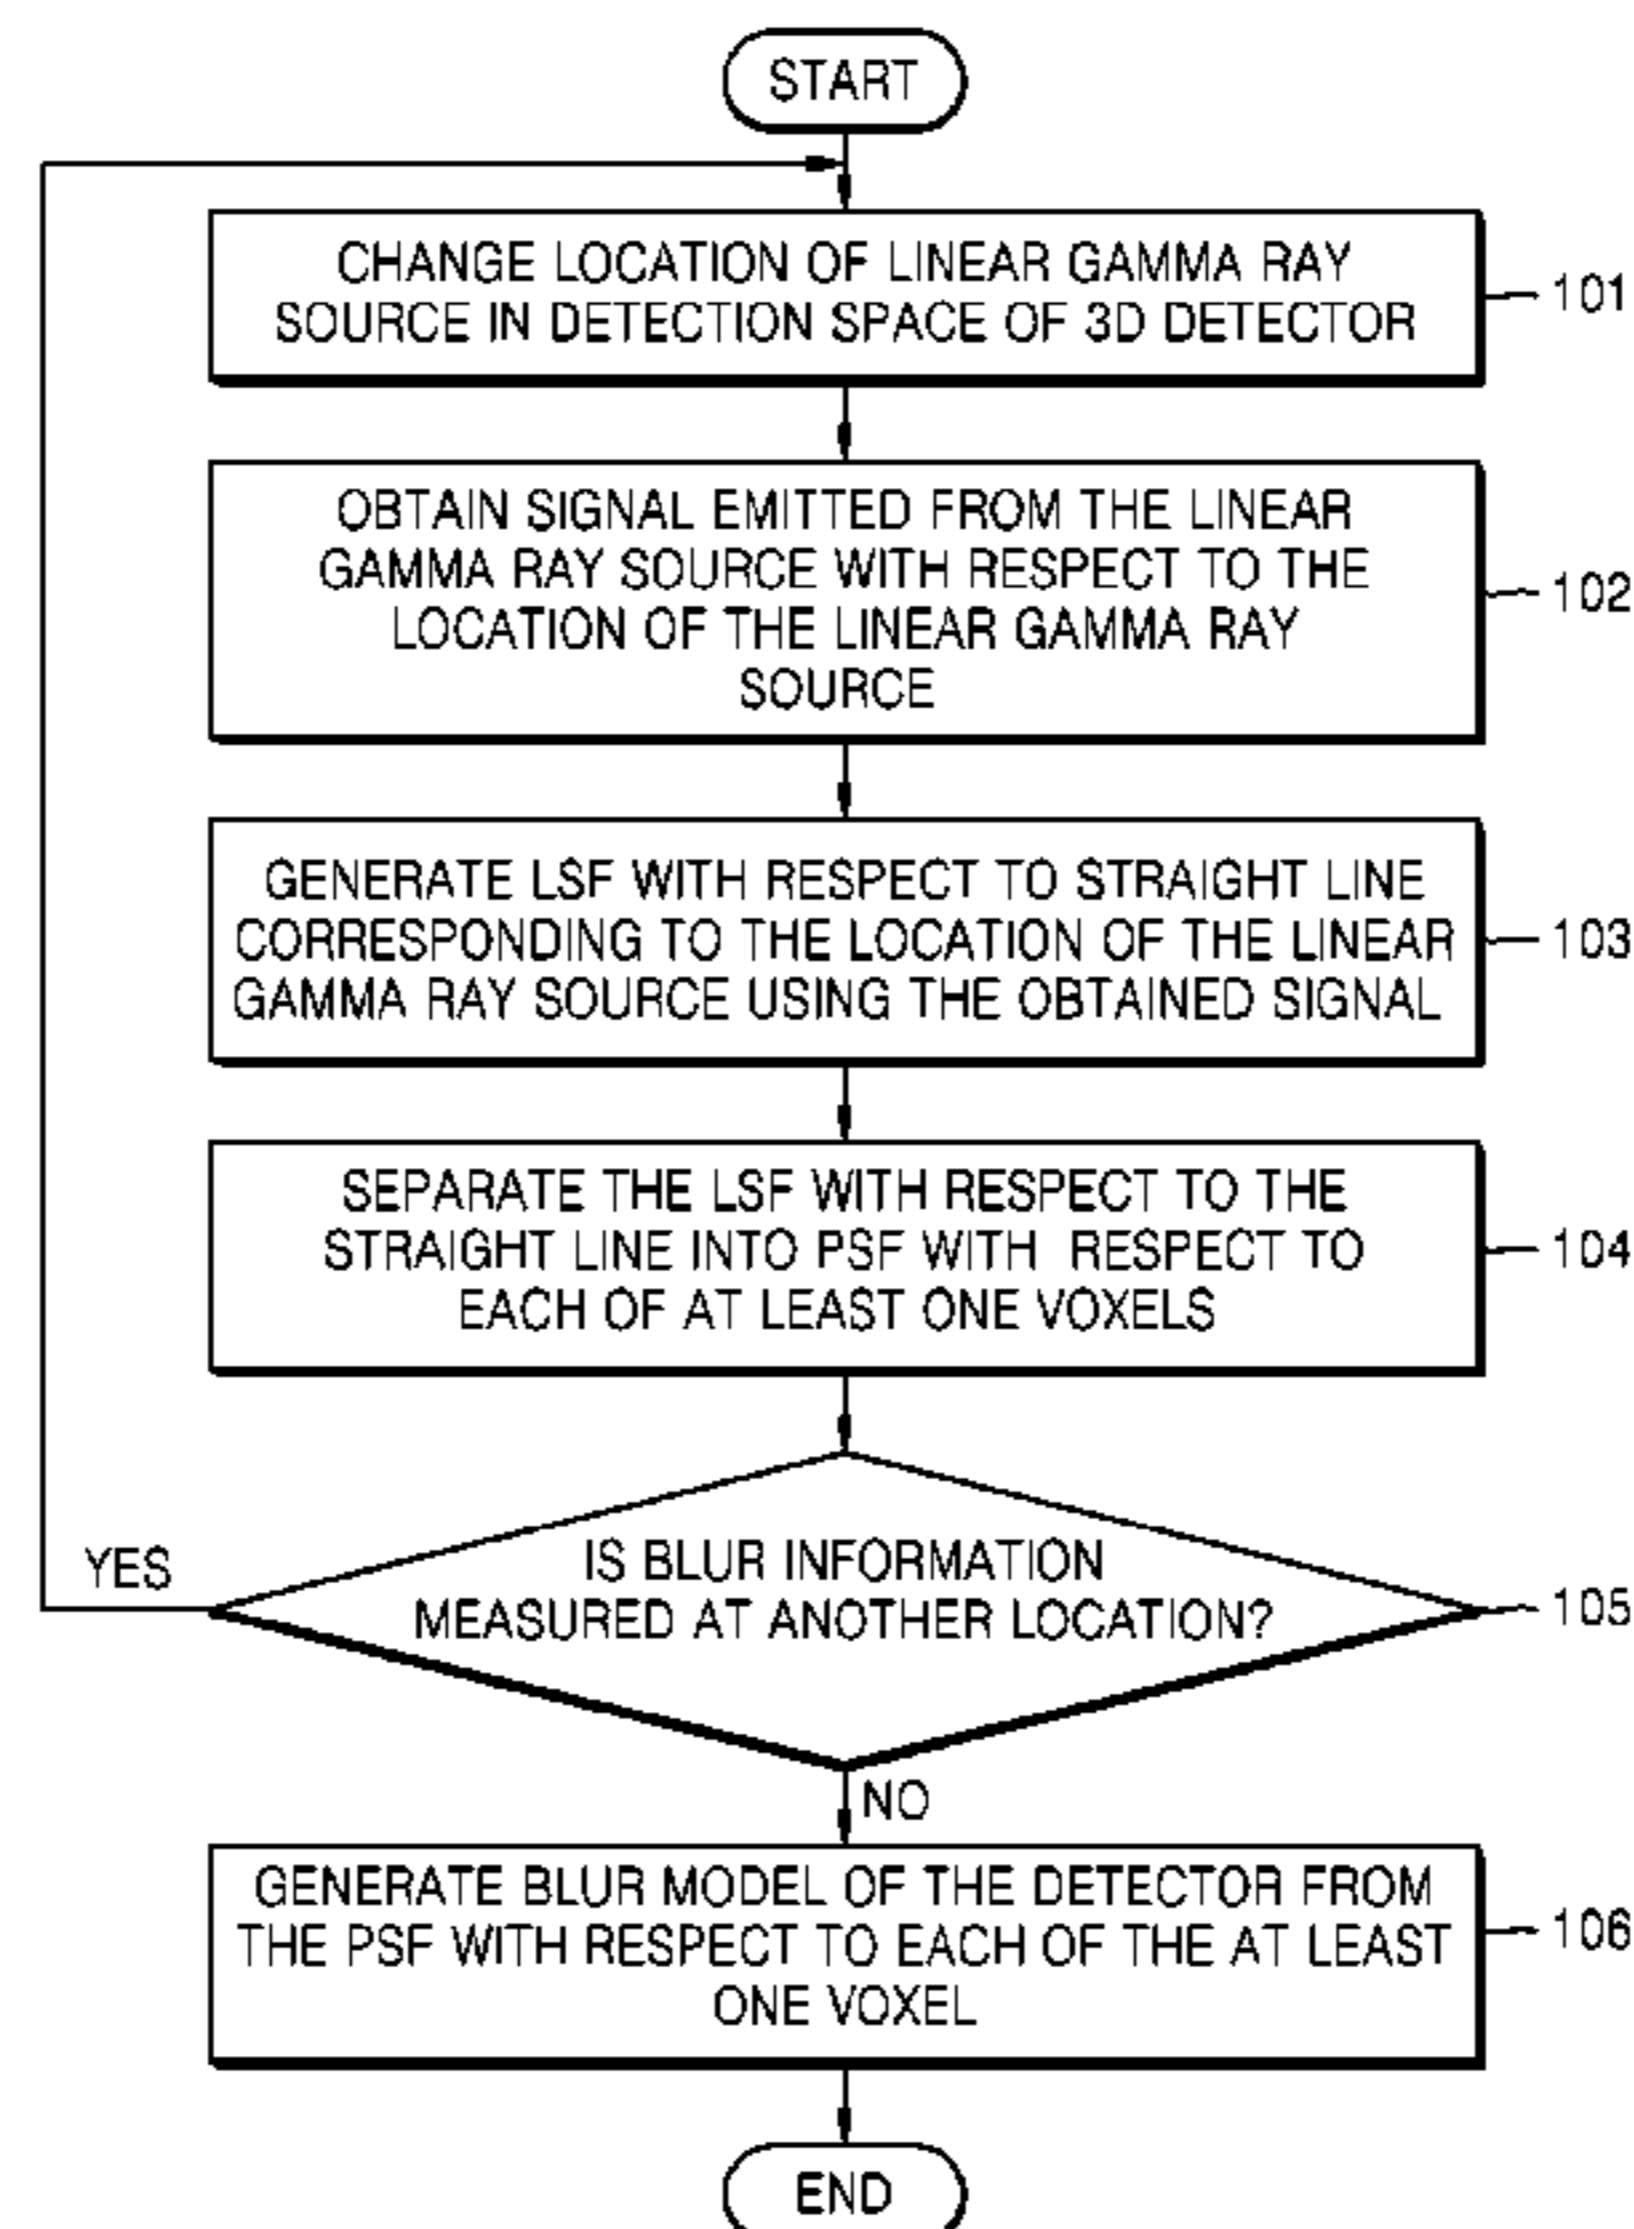 START
CHANGE LOCATION OF LINEAR GAMMA RAY
SOURCE IN DETECTION SPACE OF 3D DETECTOR
101
OBTAIN SIGNAL EMITTED FROM THE LINEAR
GAMMA RAY SOURCE WITH RESPECT TO THE
LOCATION OF THE LINEAR GAMMA RAY
SOURCE
102
GENERATE LSF WITH RESPECT TO STRAIGHT LINE
CORRESPONDING TO THE LOCATION OF THE LINEAR
GAMMA RAY SOURCE USING THE OBTAINED SIGNAL
103
SEPARATE THE LSF WITH RESPECT TO THE
STRAIGHT LINE INTO PSF WITH RESPECT TO
EACH OF AT LEAST ONE VOXELS
104
YES
IS BLUR INFORMATION
MEASURED AT ANOTHER LOCATION?
105
NO
GENERATE BLUR MODEL OF THE DETECTOR FROM
THE PSF WITH RESPECT TO EACH OF THE AT LEAST
ONE VOXEL
106
END